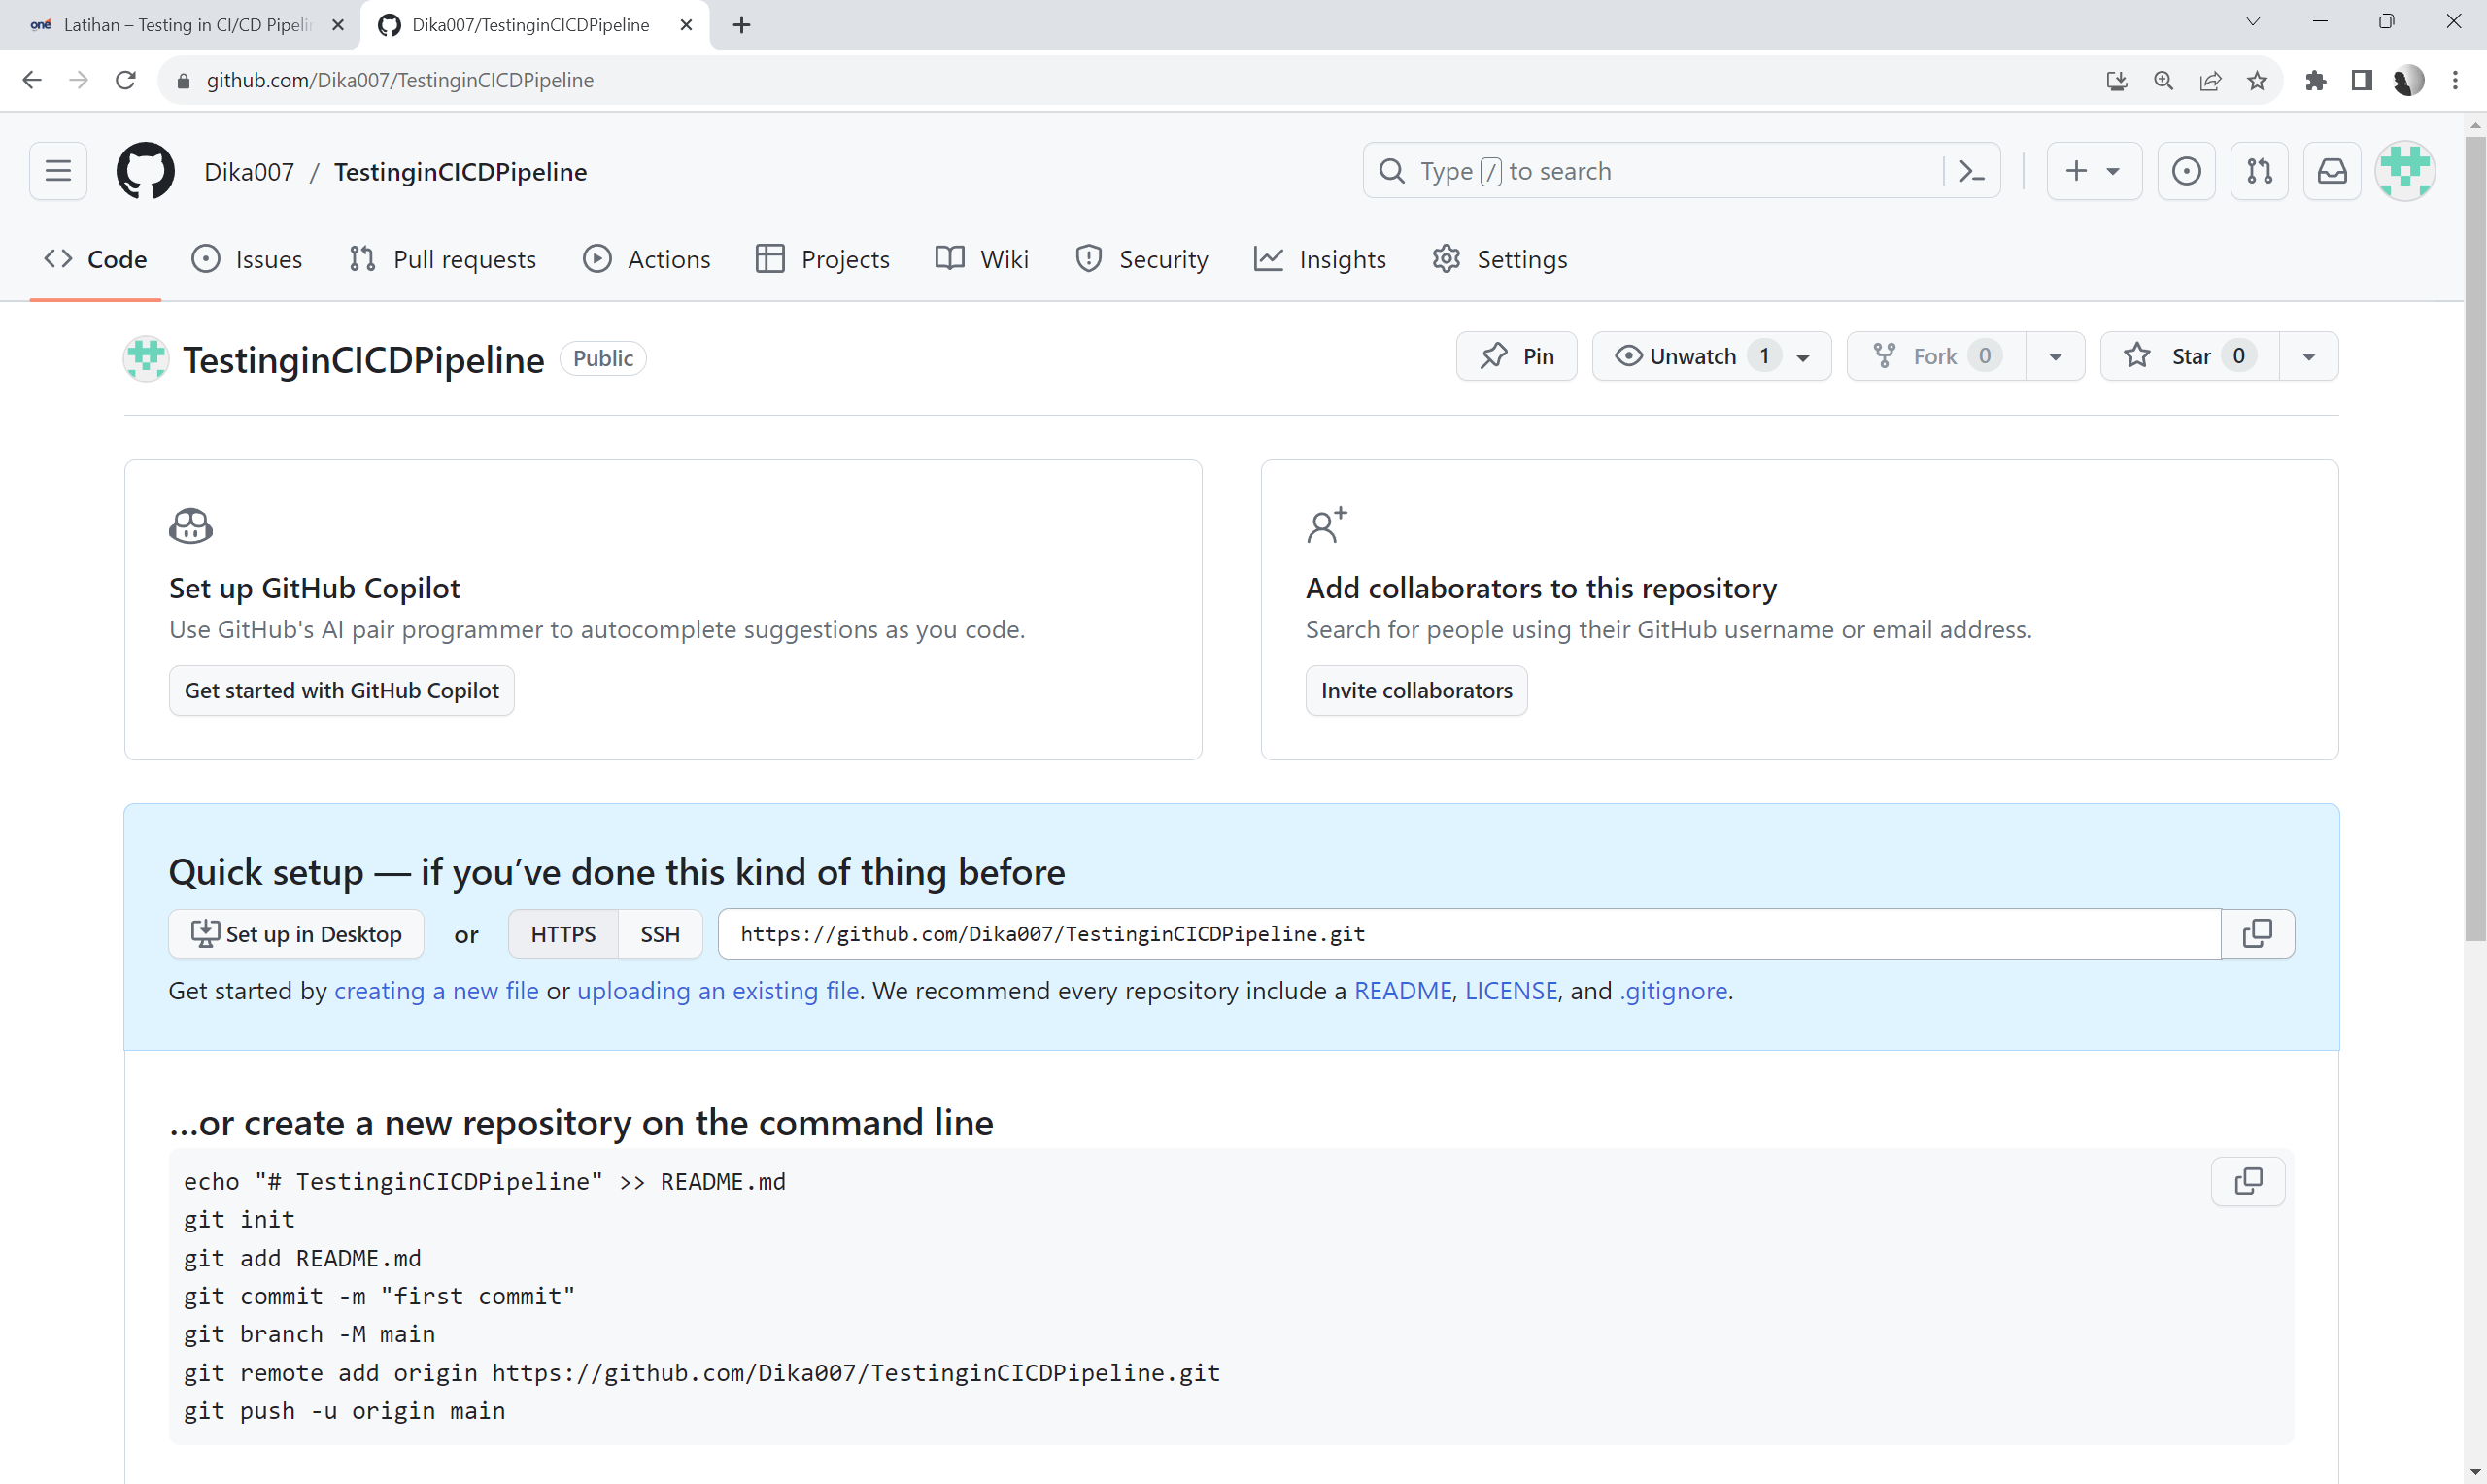 one Latihan – Testing in CI/CD Pipeli
Dika007/TestinginCICDPipeline
github.com/Dika007/TestinginCICDPipeline
Dika007 / TestinginCICDPipeline
Type / to search
Code Issues Pull requests Actions Projects Wiki Security Insights Settings
TestinginCICDPipeline Public
Pin Unwatch 1 Fork 0 Star 0
Set up GitHub Copilot
Use GitHub's AI pair programmer to autocomplete suggestions as you code.
Get started with GitHub Copilot
Add collaborators to this repository
Search for people using their GitHub username or email address.
Invite collaborators
Quick setup — if you’ve done this kind of thing before
Set up in Desktop or HTTPS SSH https://github.com/Dika007/TestinginCICDPipeline.git
Get started by creating a new file or uploading an existing file. We recommend every repository include a README, LICENSE, and .gitignore.
…or create a new repository on the command line
echo "# TestinginCICDPipeline" >> README.md
git init
git add README.md
git commit -m "first commit"
git branch -M main
git remote add origin https://github.com/Dika007/TestinginCICDPipeline.git
git push -u origin main